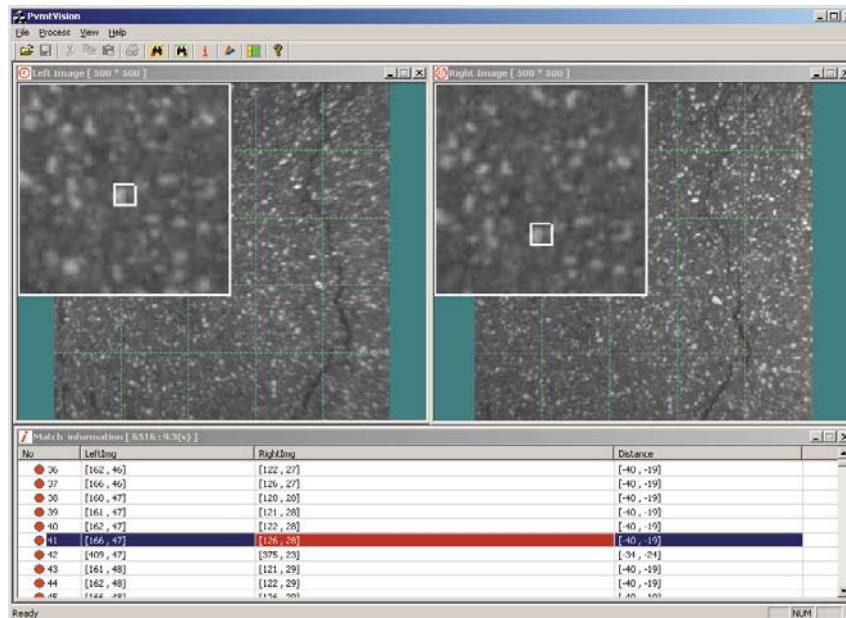 PvmtVision
File Process View Help
Left Image [ 500 * 500 ]
Right Image [ 500 * 500 ]
Match information [ 6516 : 9.3(s) ]
No LeftImg RightImg Distance
36 [162 , 46] [122 , 27] [-40 , -19]
37 [166 , 46] [126 , 27] [-40 , -19]
38 [160 , 47] [120 , 28] [-40 , -19]
39 [161 , 47] [121 , 28] [-40 , -19]
40 [162 , 47] [122 , 28] [-40 , -19]
41 [166 , 47] [126 , 28] [-40 , -19]
42 [409 , 47] [375 , 23] [-34 , -24]
43 [161 , 48] [121 , 29] [-40 , -19]
44 [162 , 48] [122 , 29] [-40 , -19]
Ready NUM